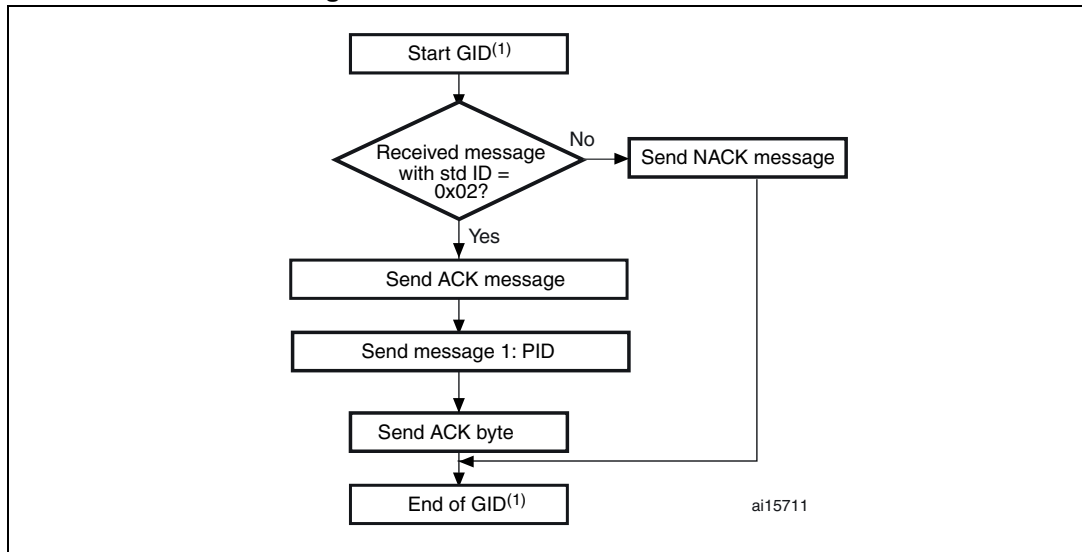 Start GID(1)
No
Received message
with std ID =
0x02?
Send NACK message
Yes
Send ACK message
Send message 1: PID
Send ACK byte
End of GID(1)
ai15711